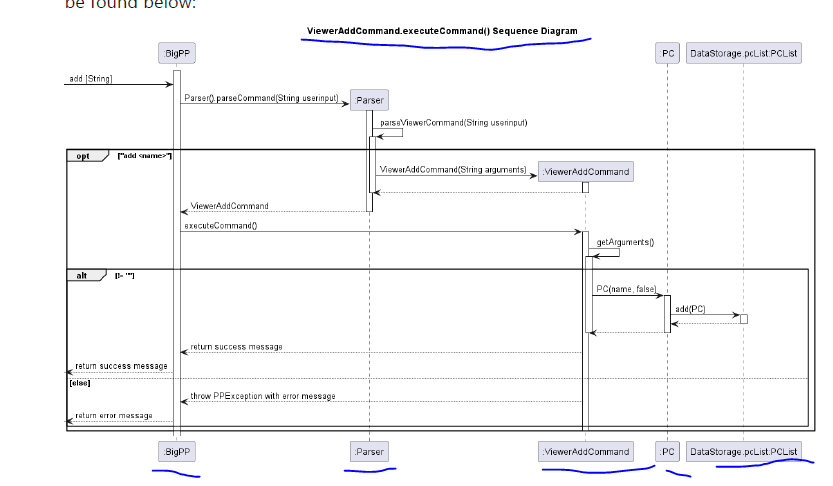 be found below:
ViewerAddCommand.executeCommand() Sequence Diagram
:BigPP
:PC
DataStorage.pcList:PCList
add [String]
Parser().parseCommand(String userinput)
:Parser
parseViewerCommand(String userinput)
opt
["add <name>"]
ViewerAddCommand(String arguments)
:ViewerAddCommand
ViewerAddCommand
executeCommand()
getArguments()
alt
[!= ""]
PC(name, false)
add(PC)
return success message
return success message
[else]
throw PPException with error message
return error message
:BigPP
:Parser
:ViewerAddCommand
:PC
DataStorage.pcList:PCList